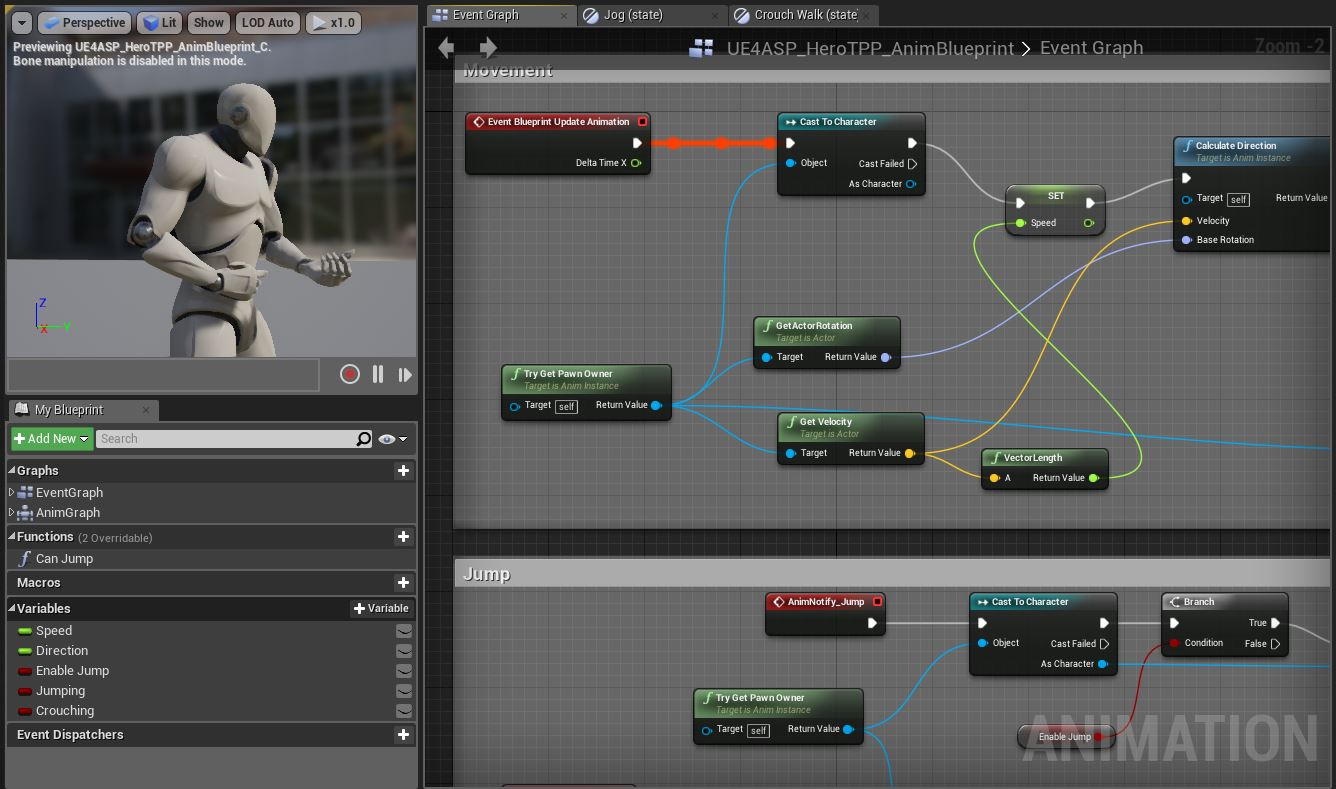 Perspective Lit Show LOD Auto x1.0
Previewing UE4ASP_HeroTPP_AnimBlueprint_C.
Bone manipulation is disabled in this mode.
Z
X Y
My Blueprint
Add New Search
Graphs
EventGraph
AnimGraph
Functions (2 Overridable)
f Can Jump
Macros
Variables + Variable
Speed
Direction
Enable Jump
Jumping
Crouching
Event Dispatchers
Event Graph Jog (state) Crouch Walk (state)
UE4ASP_HeroTPP_AnimBlueprint > Event Graph Zoom -2
Movement
Event Blueprint Update Animation
Delta Time X
Cast To Character
Object Cast Failed
As Character
SET
Speed
f Calculate Direction
Target is Anim Instance
Target self Return Value
Velocity
Base Rotation
f GetActorRotation
Target is Actor
Target Return Value
f Try Get Pawn Owner
Target is Anim Instance
Target self Return Value
f Get Velocity
Target is Actor
Target Return Value
f VectorLength
A Return Value
Jump
AnimNotify_Jump
Cast To Character
Object Cast Failed
As Character
Branch
True
Condition False
f Try Get Pawn Owner
Target is Anim Instance
Target self Return Value
Enable Jump
ANIMATION